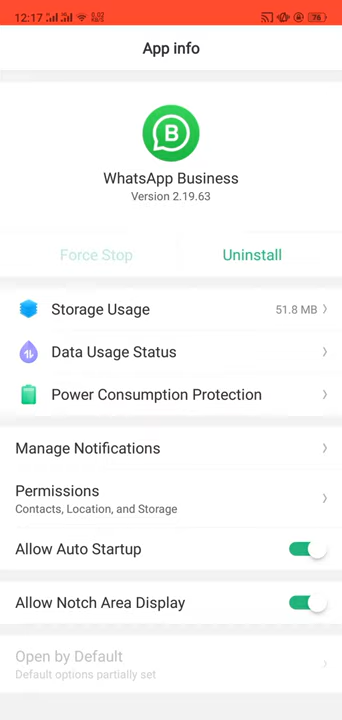 12:17
76
App info
B
WhatsApp Business
Version 2.19.63
Force Stop
Uninstall
Storage Usage
51.8 MB
Data Usage Status
Power Consumption Protection
Manage Notifications
Permissions
Contacts, Location, and Storage
Allow Auto Startup
Allow Notch Area Display
Open by Default
Default options partially set